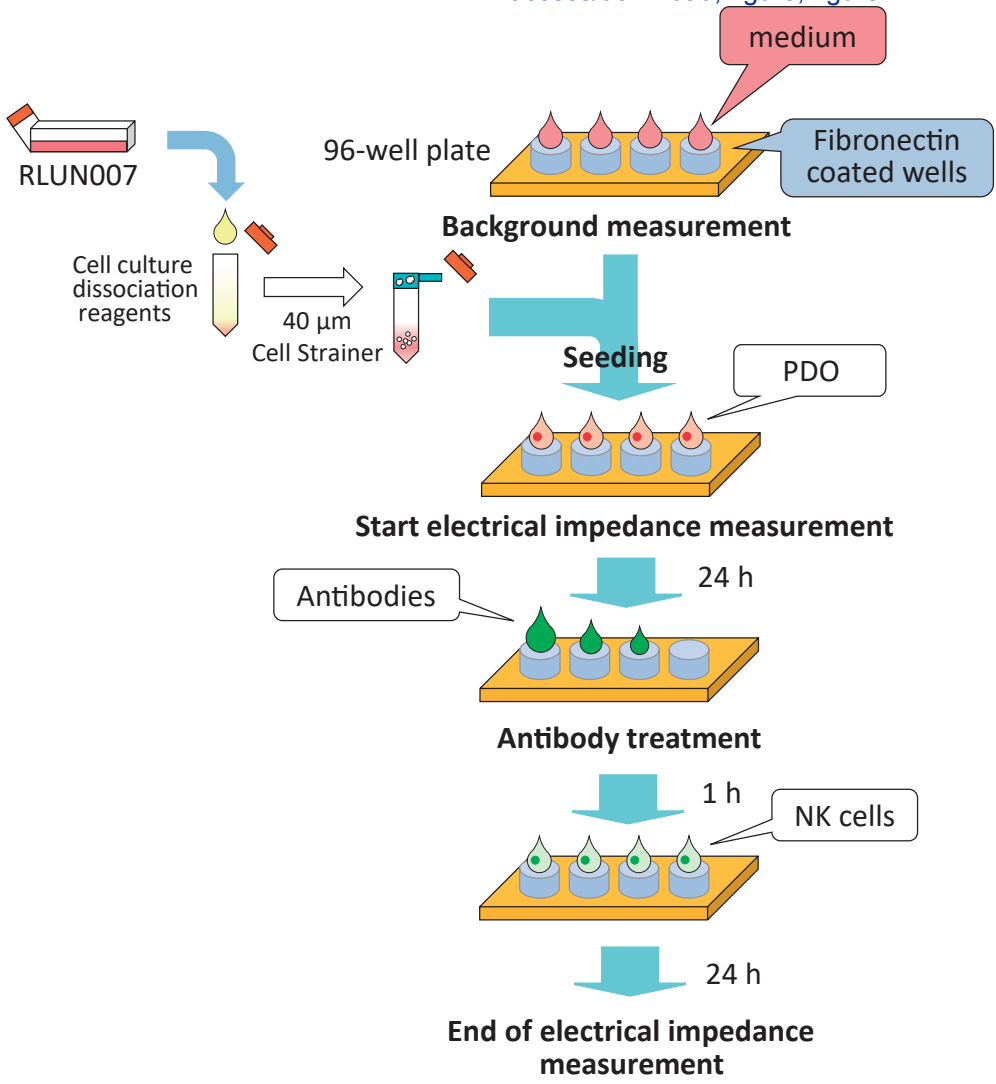 medium
RLUN007
96-well plate
Fibronectin
coated wells
Background measurement
Cell culture
dissociation
reagents
40 µm
Cell Strainer
Seeding
PDO
Start electrical impedance measurement
24 h
Antibodies
Antibody treatment
1 h
NK cells
24 h
End of electrical impedance
measurement